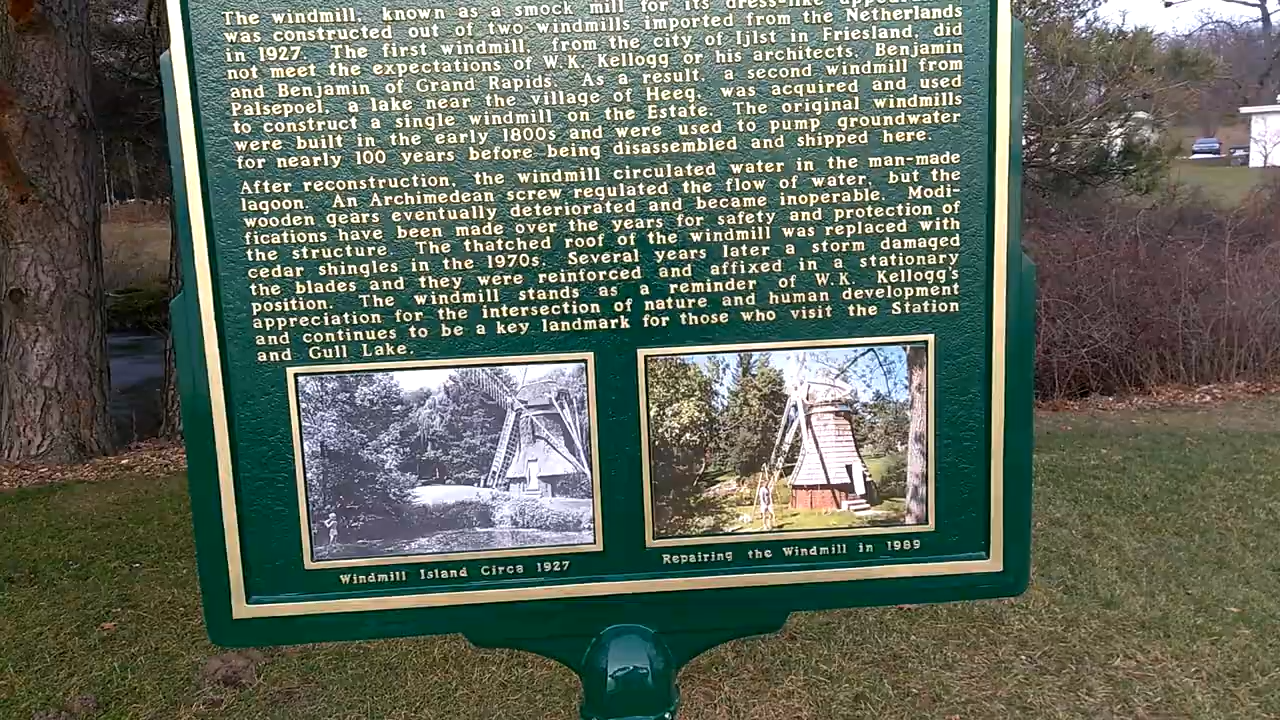 The windmill, known as a smock mill for its dress-like
was constructed out of two windmills imported from the Netherlands
in 1927. The first windmill, from the city of Ijlst in Friesland, did
not meet the expectations of W.K. Kellogg or his architects, Benjamin
and Benjamin of Grand Rapids. As a result, a second windmill from
Palsepoel, a lake near the village of Heeg, was acquired and used
to construct a single windmill on the Estate. The original windmills
were built in the early 1800s and were used to pump groundwater
for nearly 100 years before being disassembled and shipped here.
After reconstruction, the windmill circulated water in the man-made
lagoon. An Archimedean screw regulated the flow of water, but the
wooden gears eventually deteriorated and became inoperable. Modi-
fications have been made over the years for safety and protection of
the structure. The thatched roof of the windmill was replaced with
cedar shingles in the 1970s. Several years later a storm damaged
the blades and they were reinforced and affixed in a stationary
position. The windmill stands as a reminder of W.K. Kellogg's
appreciation for the intersection of nature and human development
and continues to be a key landmark for those who visit the Station
and Gull Lake.
Windmill Island Circa 1927
Repairing the Windmill in 1989